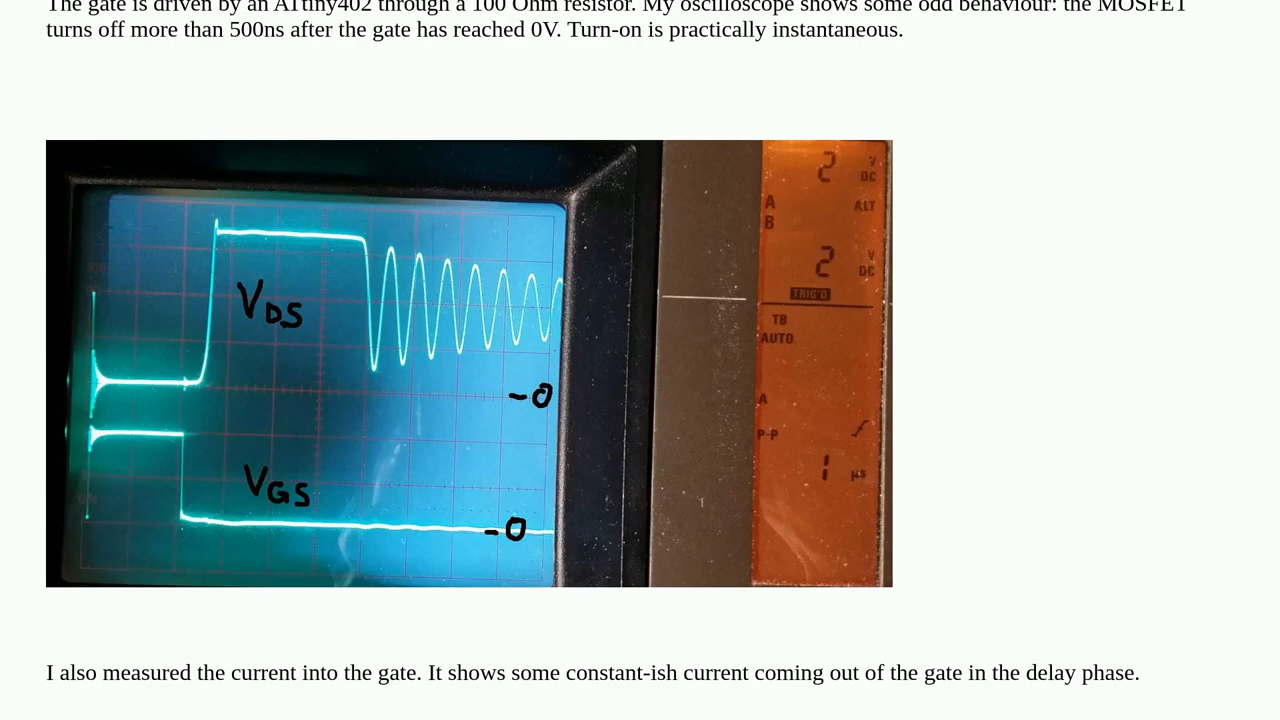 The gate is driven by an ATtiny402 through a 100 Ohm resistor. My oscilloscope shows some odd behaviour: the MOSFET
turns off more than 500ns after the gate has reached 0V. Turn-on is practically instantaneous.
2 V DC
A ALT
B
VDS
2 V DC
TRIG'D
TB
AUTO
-0
A
P-P
VGS
1 µs
-0
I also measured the current into the gate. It shows some constant-ish current coming out of the gate in the delay phase.